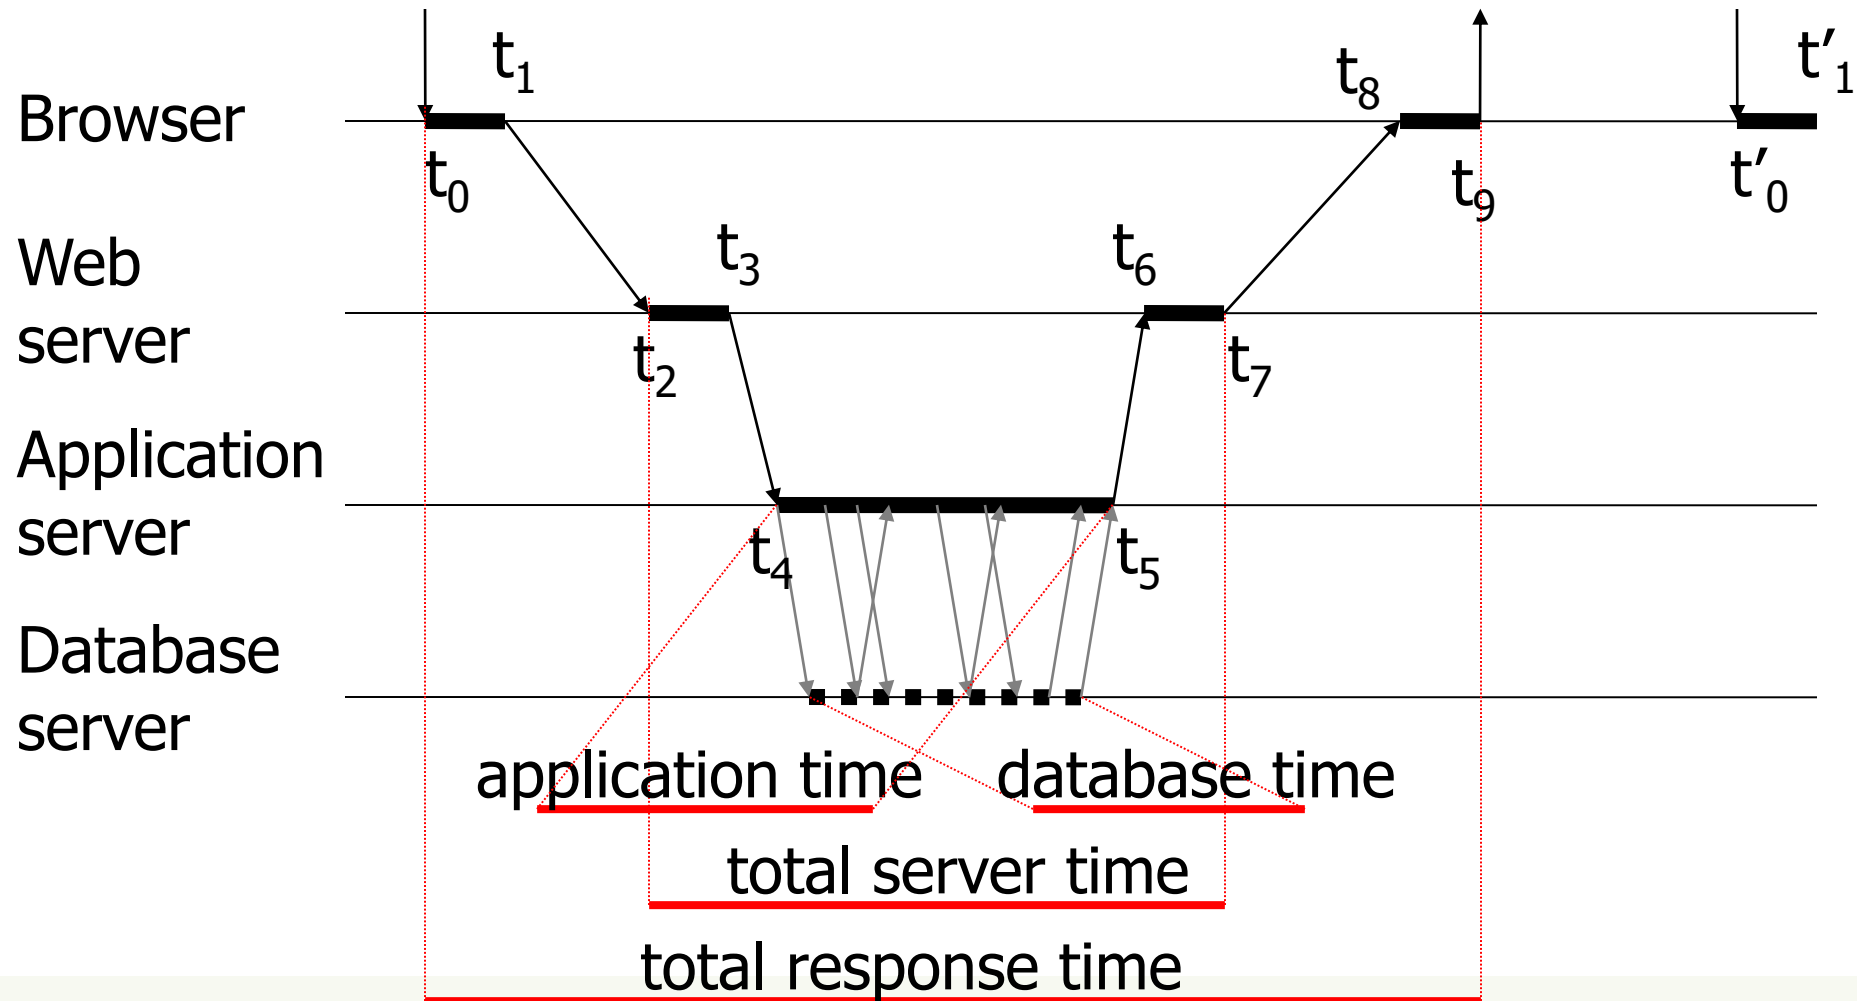 t₁
t₈
t′₁
Browser
t₀
t₉
t′₀
Web
server
t₃
t₆
t₂
t₇
Application
server
t₄
t₅
Database
server
application time
database time
total server time
total response time